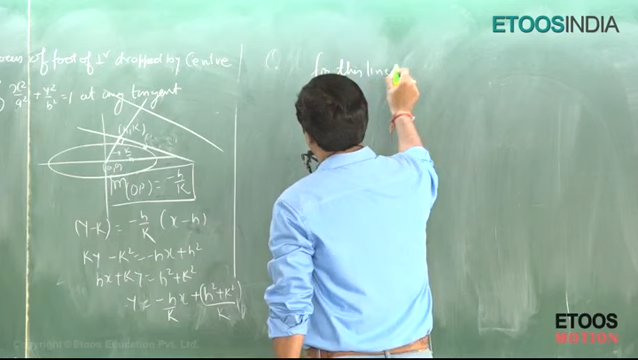 ETOOSINDIA
of foot of ⊥r dropped by Centre
x²/a² + y²/b² = 1 at any tangent
(h,K)
(0,0)
m(OP) = -h/K
(Y-K) = -h/K (x-h)
Ky - K² = -hx + h²
hx + Ky = h² + K²
y = -h/K x + (h² + K²)/K
Q.
for this line
Copyright © Etoos Education Pvt. Ltd.
ETOOS
MOTION